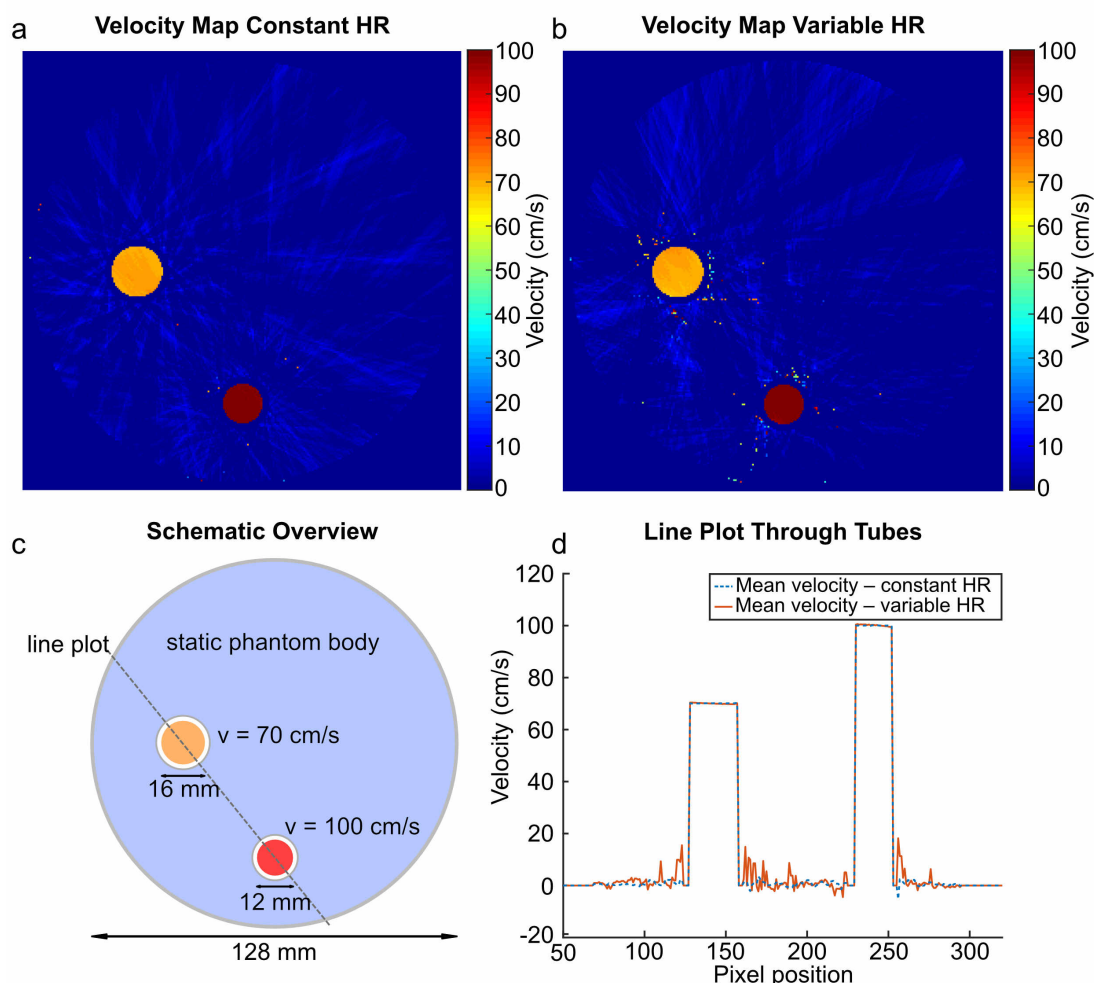 a
Velocity Map Constant HR
100
90
80
70
60
50
40
30
20
10
0
Velocity (cm/s)
b
Velocity Map Variable HR
100
90
80
70
60
50
40
30
20
10
0
Velocity (cm/s)
c
Schematic Overview
line plot
static phantom body
v = 70 cm/s
16 mm
v = 100 cm/s
12 mm
128 mm
d
Line Plot Through Tubes
Mean velocity – constant HR
Mean velocity – variable HR
120
100
80
60
40
20
0
-20
Velocity (cm/s)
50 100 150 200 250 300
Pixel position